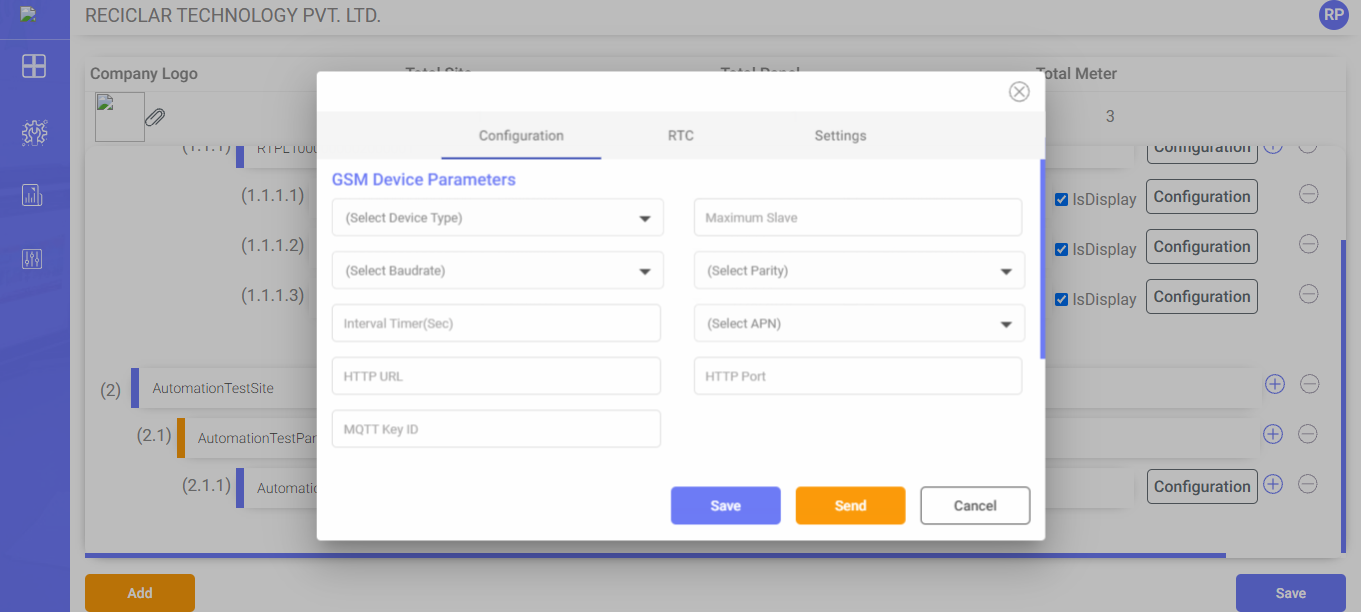 RECICLAR TECHNOLOGY PVT. LTD.
RP
Company Logo
Total Site
Total Panel
Total Meter
3
(1.1.1)
Configuration
Configuration
RTC
Settings
GSM Device Parameters
(Select Device Type)
Maximum Slave
(1.1.1.1)
IsDisplay
Configuration
(1.1.1.2)
IsDisplay
Configuration
(Select Baudrate)
(Select Parity)
(1.1.1.3)
IsDisplay
Configuration
Interval Timer(Sec)
(Select APN)
HTTP URL
HTTP Port
(2)
AutomationTestSite
MQTT Key ID
(2.1)
AutomationTestPar
(2.1.1)
Automatic
Configuration
Save
Send
Cancel
Add
Save